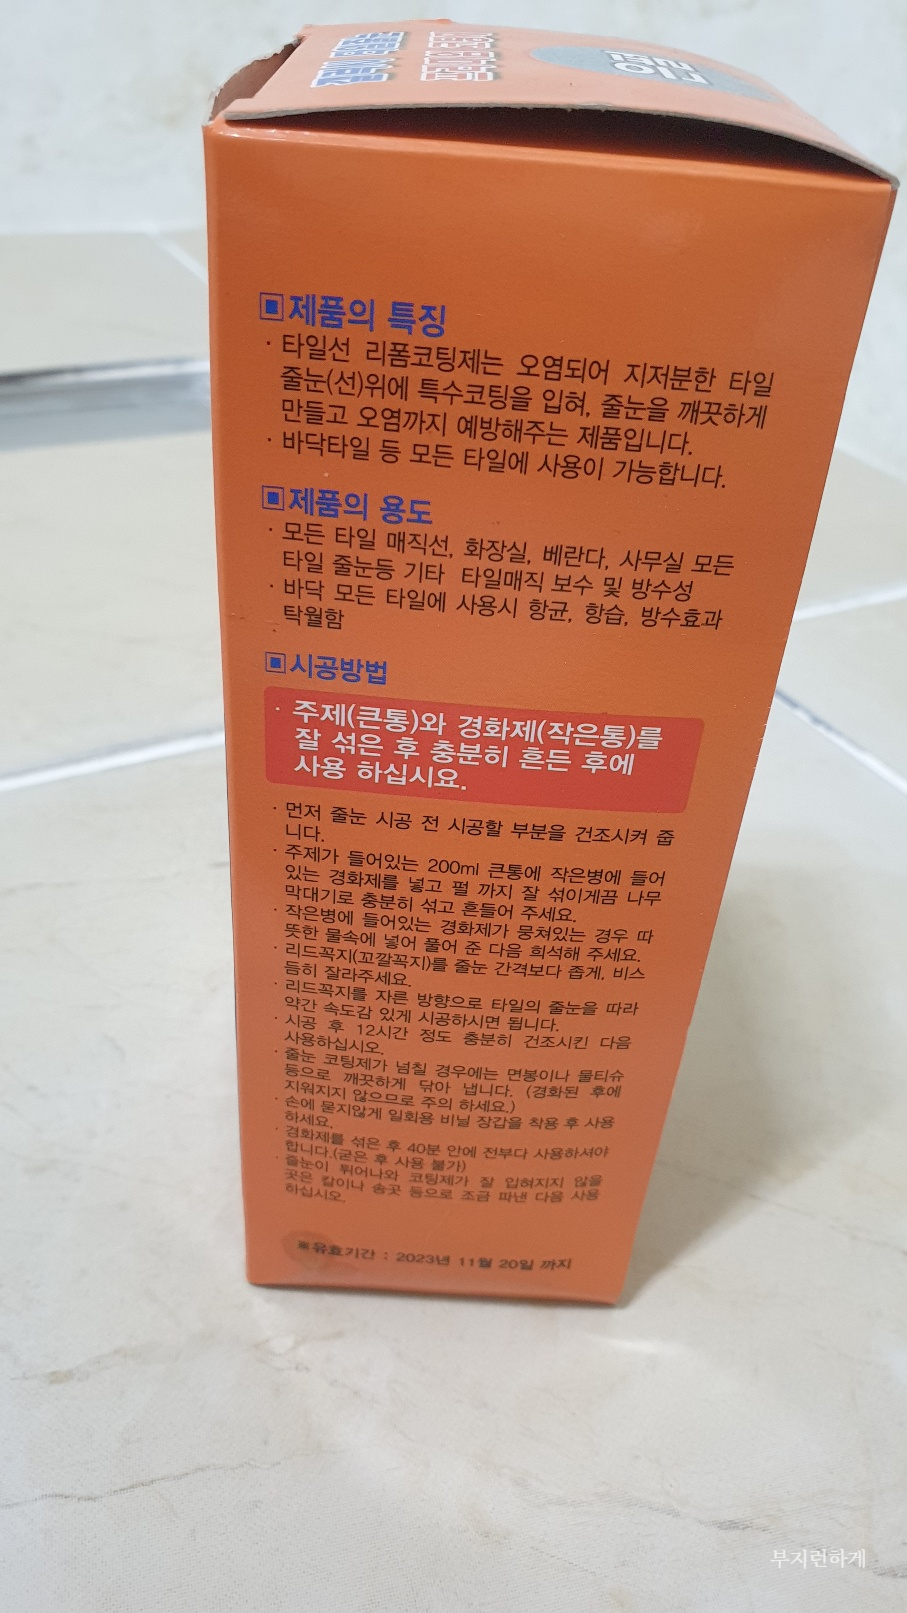 펄
■제품의 특징
· 타일선 리폼코팅제는 오염되어 지저분한 타일
줄눈(선)위에 특수코팅을 입혀, 줄눈을 깨끗하게
만들고 오염까지 예방해주는 제품입니다.
· 바닥타일 등 모든 타일에 사용이 가능합니다.
■제품의 용도
· 모든 타일 매직선, 화장실, 베란다, 사무실 모든
타일 줄눈등 기타 타일매직 보수 및 방수성
· 바닥 모든 타일에 사용시 항균, 항습, 방수효과
탁월함
■시공방법
· 주제(큰통)와 경화제(작은통)를
잘 섞은 후 충분히 흔든 후에
사용 하십시요.
· 먼저 줄눈 시공 전 시공할 부분을 건조시켜 줍
니다.
· 주제가 들어있는 200ml 큰통에 작은병에 들어
있는 경화제를 넣고 펄 까지 잘 섞이게끔 나무
막대기로 충분히 섞고 흔들어 주세요.
· 작은병에 들어있는 경화제가 뭉쳐있는 경우 따
뜻한 물속에 넣어 풀어 준 다음 희석해 주세요.
· 리드꼭지(꼬깔꼭지)를 줄눈 간격보다 좁게, 비스
듬히 잘라주세요.
· 리드꼭지를 자른 방향으로 타일의 줄눈을 따라
약간 속도감 있게 시공하시면 됩니다.
· 시공 후 12시간 정도 충분히 건조시킨 다음
사용하십시오.
· 줄눈 코팅제가 넘칠 경우에는 면봉이나 물티슈
등으로 깨끗하게 닦아 냅니다. (경화된 후에
지워지지 않으므로 주의 하세요.)
· 손에 묻지않게 일회용 비닐 장갑을 착용 후 사용
하세요.
· 경화제를 섞은 후 40분 안에 전부다 사용하셔야
합니다.(굳은 후 사용 불가)
· 줄눈이 튀어나와 코팅제가 잘 입혀지지 않을
곳은 칼이나 송곳 등으로 조금 파낸 다음 사용
하십시오.
■유효기간 : 2023년 11월 20일 까지
부지런하게